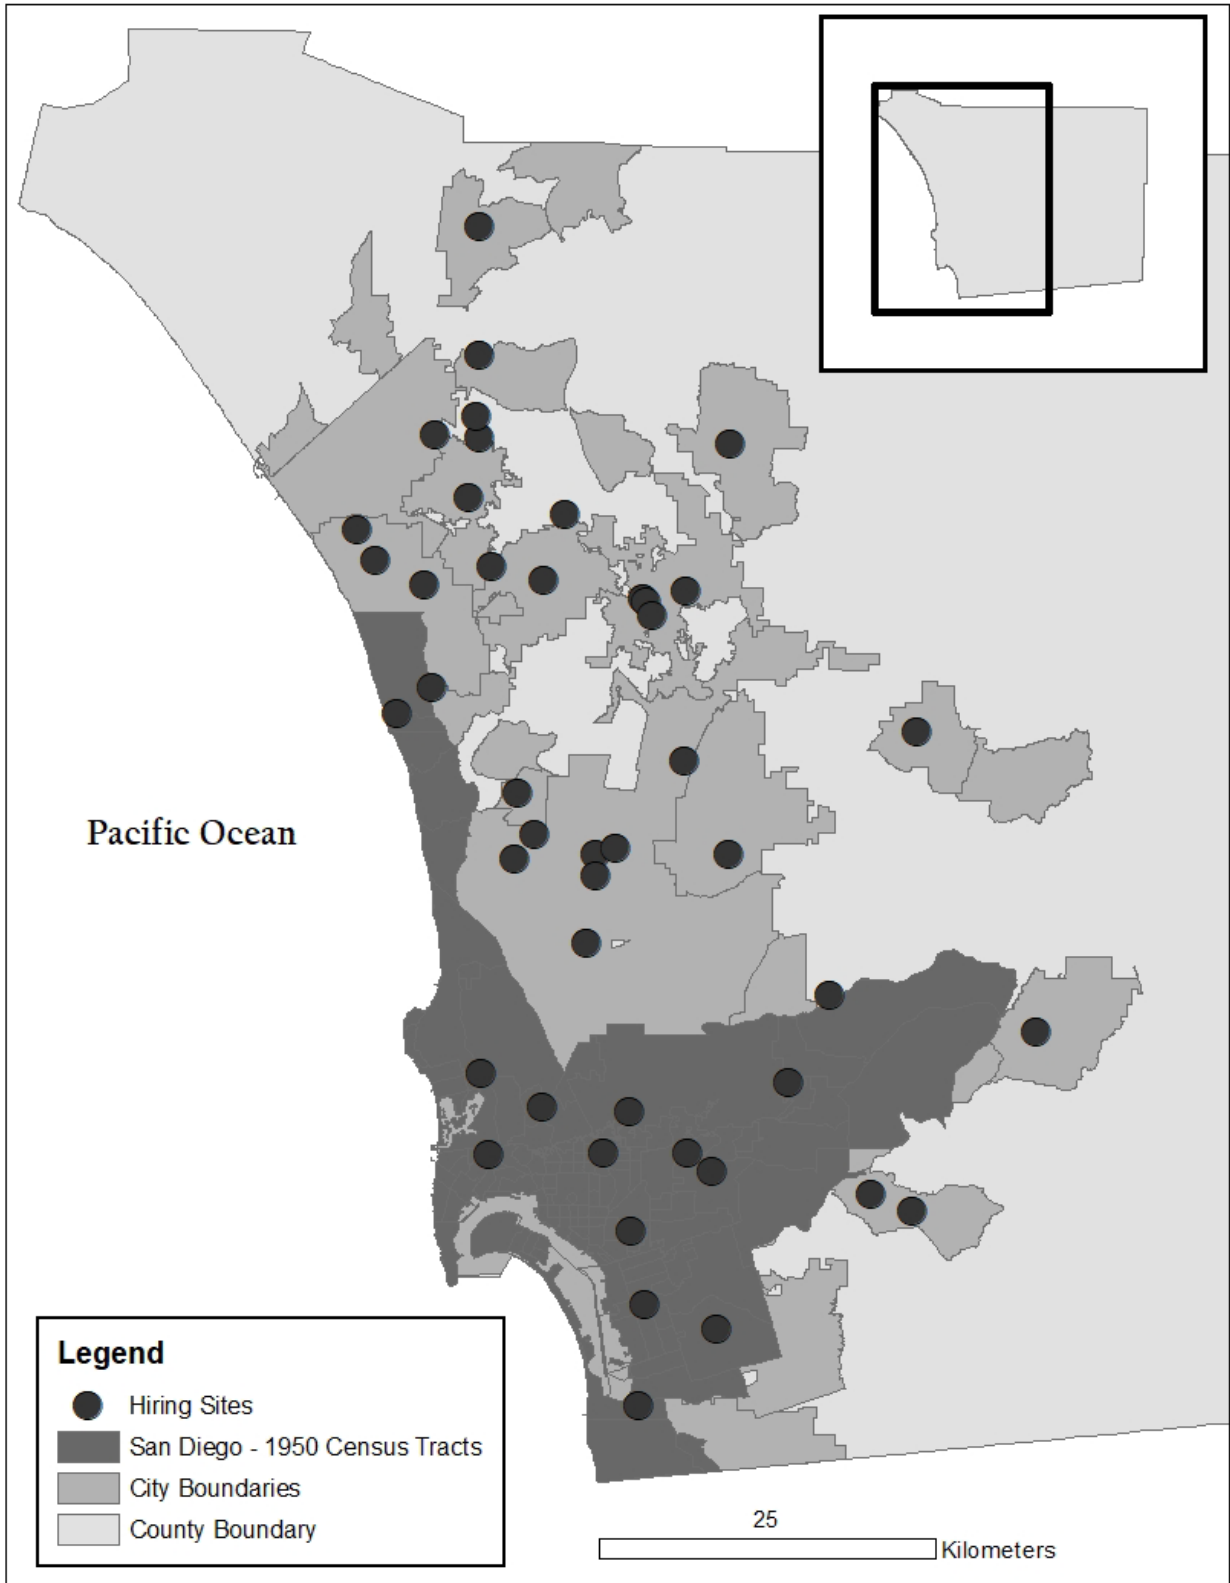 Pacific Ocean
Legend
Hiring Sites
San Diego - 1950 Census Tracts
City Boundaries
County Boundary
25
Kilometers